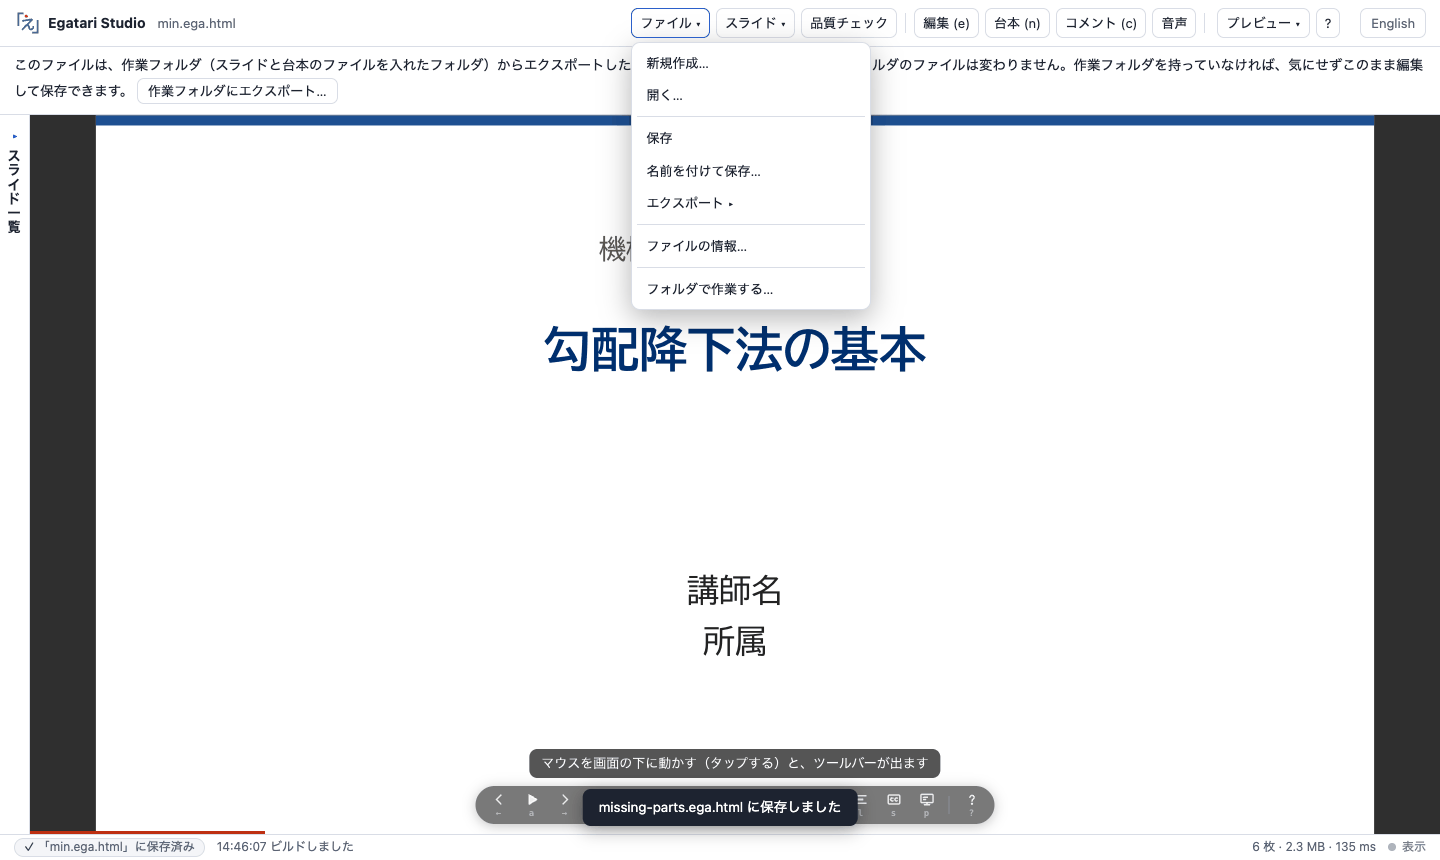 Egatari Studio min.ega.html ファイル ▾ スライド ▾ 品質チェック 編集 (e) 台本 (n) コメント (c) 音声 プレビュー ▾ ? English
このファイルは、作業フォルダ（スライドと台本のファイルを入れたフォルダ）からエクスポートした
ルダのファイルは変わりません。作業フォルダを持っていなければ、気にせずこのまま編集
して保存できます。 作業フォルダにエクスポート...
新規作成...
開く...
保存
名前を付けて保存...
エクスポート ▸
ファイルの情報...
フォルダで作業する...
▸ スライド一覧
勾配降下法の基本
講師名
所属
マウスを画面の下に動かす（タップする）と、ツールバーが出ます
missing-parts.ega.html に保存しました
← a → l s p ?
✓ 「min.ega.html」に保存済み 14:46:07 ビルドしました 6 枚 · 2.3 MB · 135 ms 表示